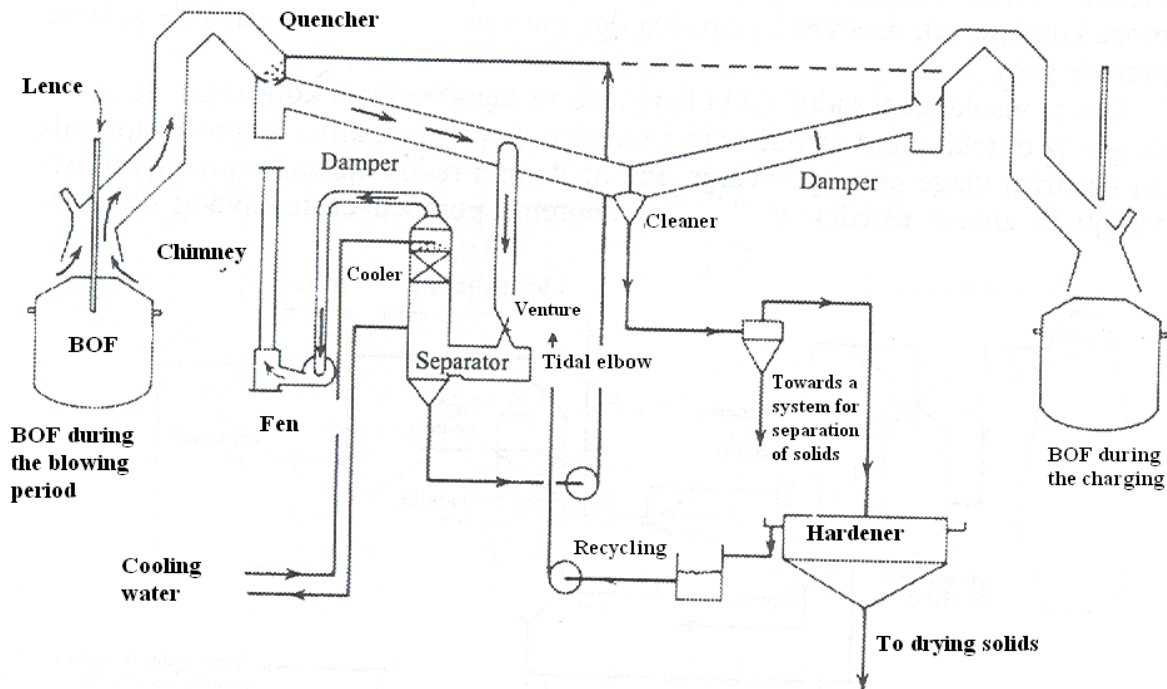 Quencher
Lence
Damper
Damper
Cleaner
Chimney
Cooler
Venture
BOF
Separator
Tidal elbow
Towards a
system for
separation
of solids
Fen
BOF during
the blowing
period
BOF during
the charging
Hardener
Recycling
Cooling
water
To drying solids